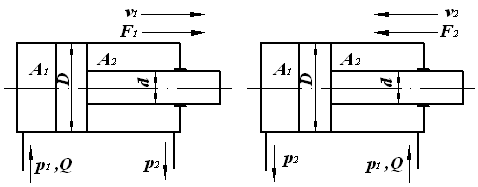 v1 v2
F1 F2
A1 D A2 d A1 D A2 d
p1 ,Q p2 p2 p1 ,Q